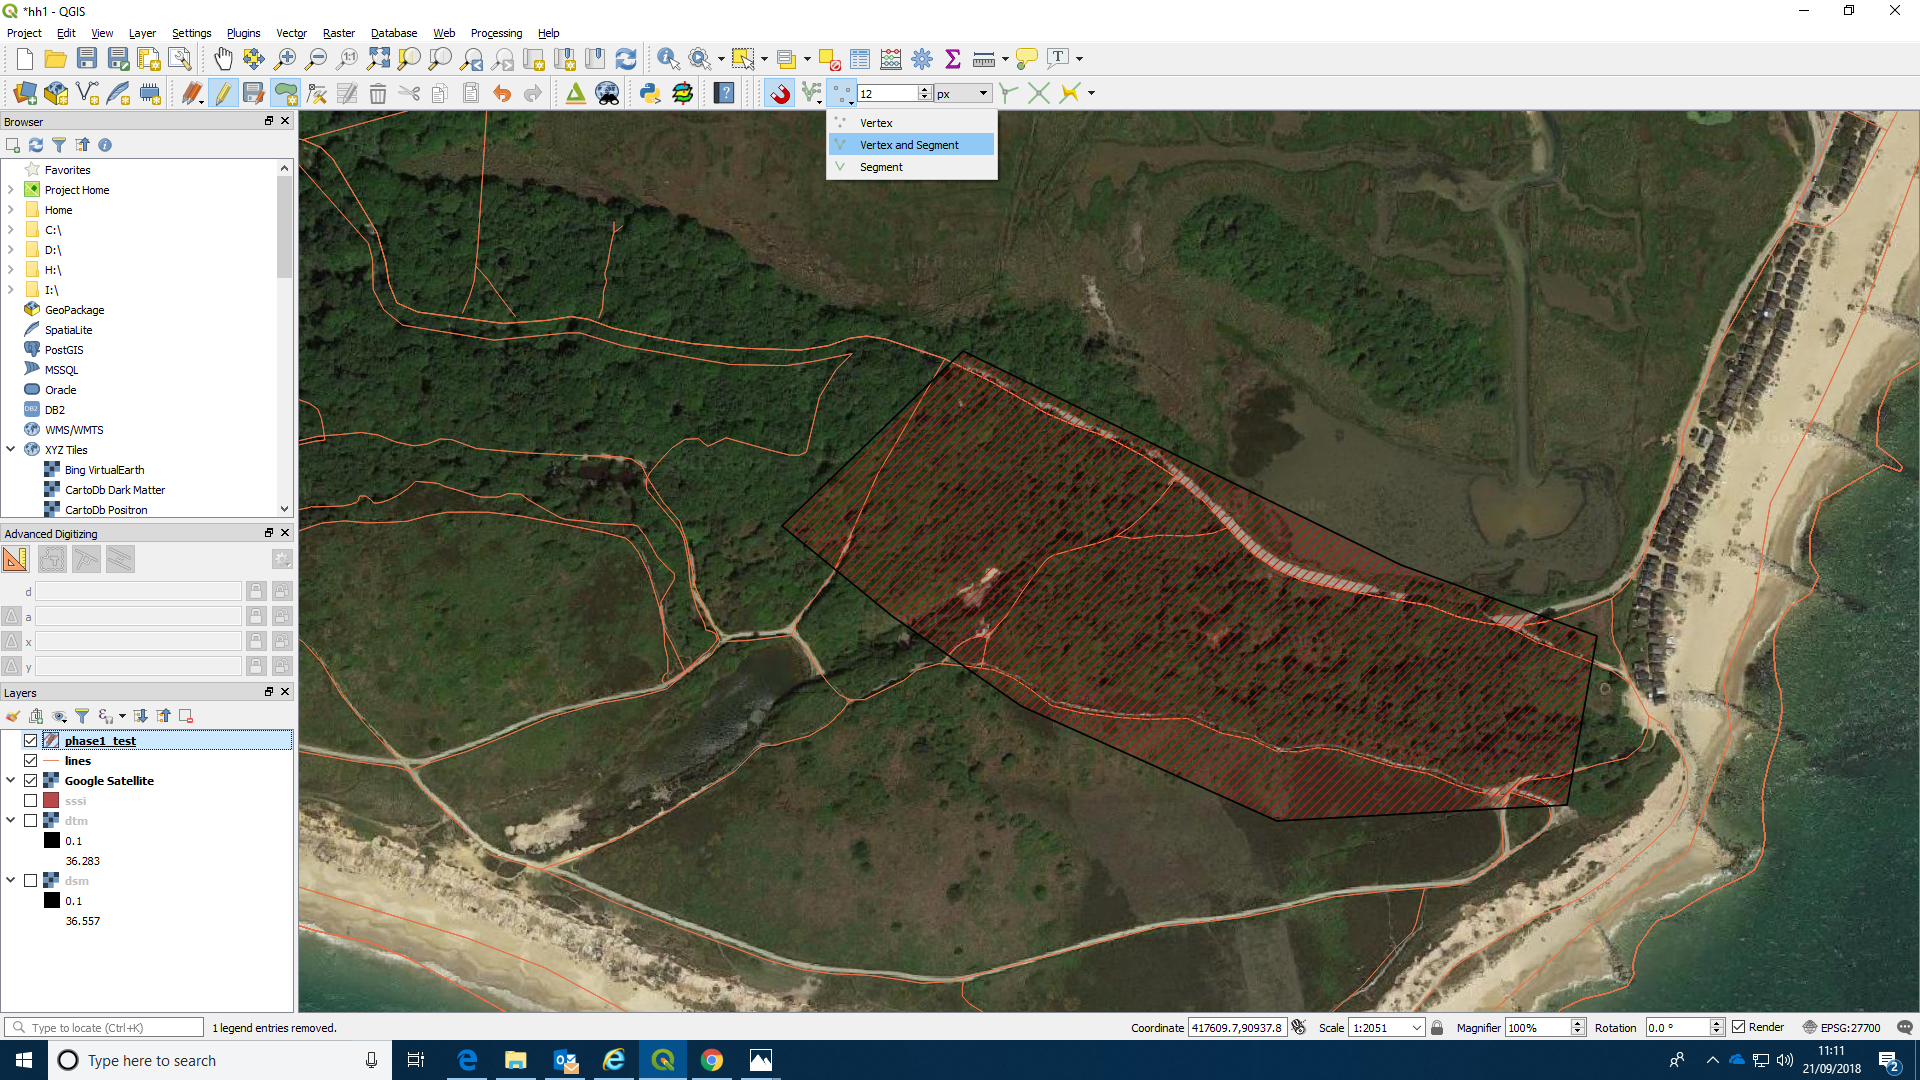 *hh1 - QGIS
Project Edit View Layer Settings Plugins Vector Raster Database Web Processing Help
1:1
T
12 px
Vertex
Vertex and Segment
Segment
Browser
Favorites
Project Home
Home
C:\
D:\
H:\
I:\
GeoPackage
SpatiaLite
PostGIS
MSSQL
Oracle
DB2 DB2
WMS/WMTS
XYZ Tiles
Bing VirtualEarth
CartoDb Dark Matter
CartoDb Positron
Advanced Digitizing
d
a
x
y
Layers
phase1_test
lines
Google Satellite
sssi
dtm
0.1
36.283
dsm
0.1
36.557
Type to locate (Ctrl+K) 1 legend entries removed. Coordinate 417609.7,90937.8 Scale 1:2051 Magnifier 100% Rotation 0.0 ° Render EPSG:27700
Type here to search
11:11
21/09/2018
2